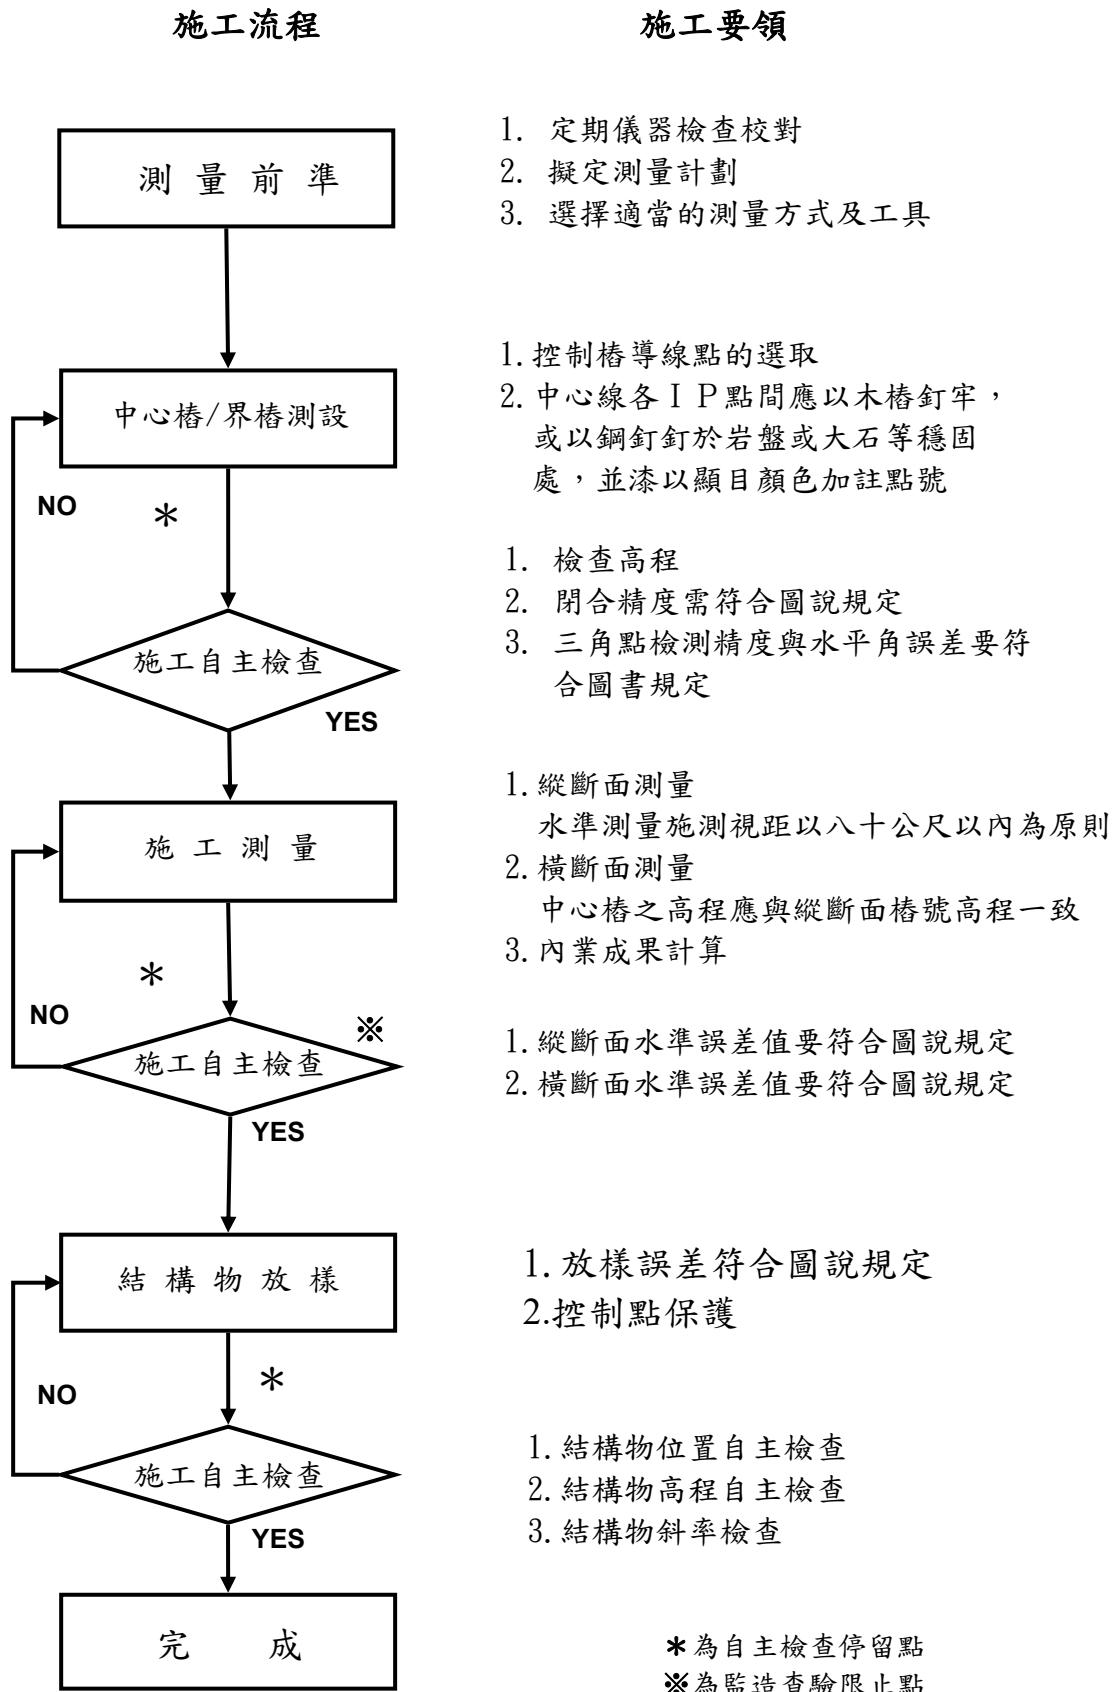 施工流程
施工要領
測 量 前 準
1. 定期儀器檢查校對
2. 擬定測量計劃
3. 選擇適當的測量方式及工具
中心樁/界樁測設
1.控制樁導線點的選取
2.中心線各ＩＰ點間應以木樁釘牢，
或以鋼釘釘於岩盤或大石等穩固
處，並漆以顯目顏色加註點號
NO
＊
1. 檢查高程
2. 閉合精度需符合圖說規定
3. 三角點檢測精度與水平角誤差要符
合圖書規定
施工自主檢查
YES
施 工 測 量
1.縱斷面測量
水準測量施測視距以八十公尺以內為原則
2.橫斷面測量
中心樁之高程應與縱斷面樁號高程一致
3.內業成果計算
＊
NO
※
施工自主檢查
1.縱斷面水準誤差值要符合圖說規定
2.橫斷面水準誤差值要符合圖說規定
YES
結 構 物 放 樣
1.放樣誤差符合圖說規定
2.控制點保護
NO
＊
施工自主檢查
1.結構物位置自主檢查
2.結構物高程自主檢查
3.結構物斜率檢查
YES
完 成
＊為自主檢查停留點
※為監造查驗限止點